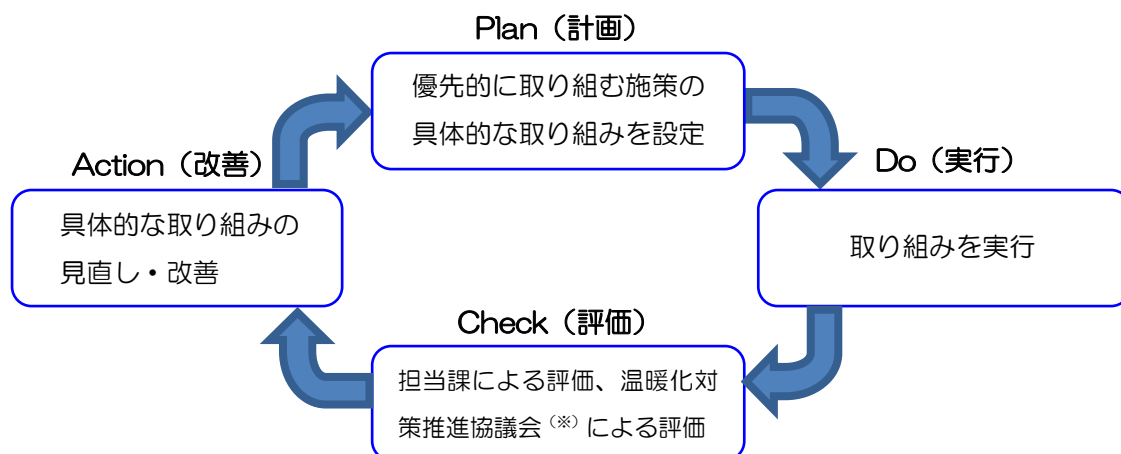 Plan（計画）
優先的に取り組む施策の
具体的な取り組みを設定
Do（実行）
取り組みを実行
Check（評価）
担当課による評価、温暖化対
策推進協議会（※）による評価
Action（改善）
具体的な取り組みの
見直し・改善